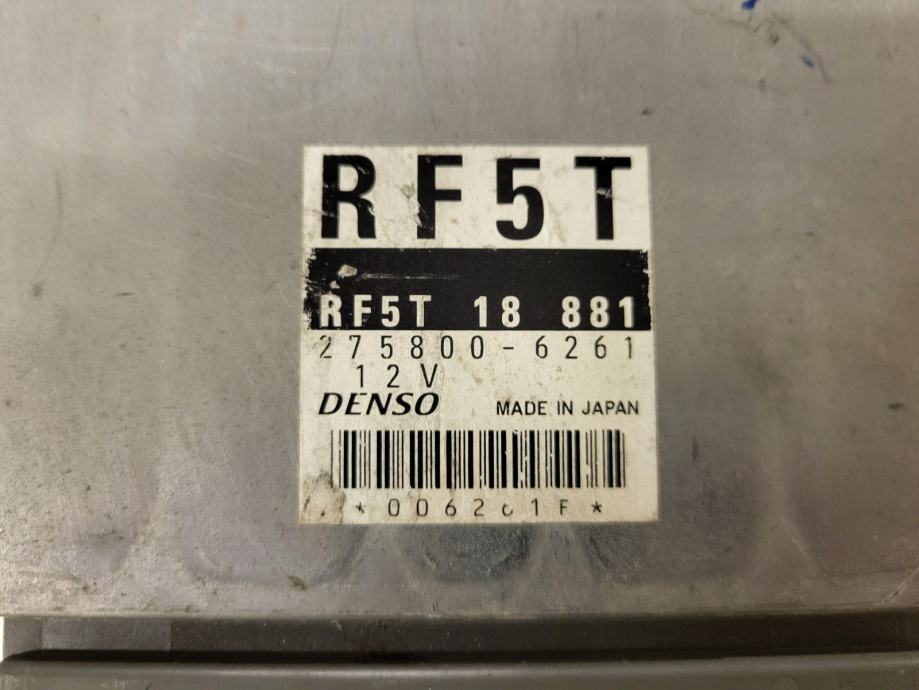 RF5T
RF5T 18 881
275800-6261
12V
DENSO MADE IN JAPAN